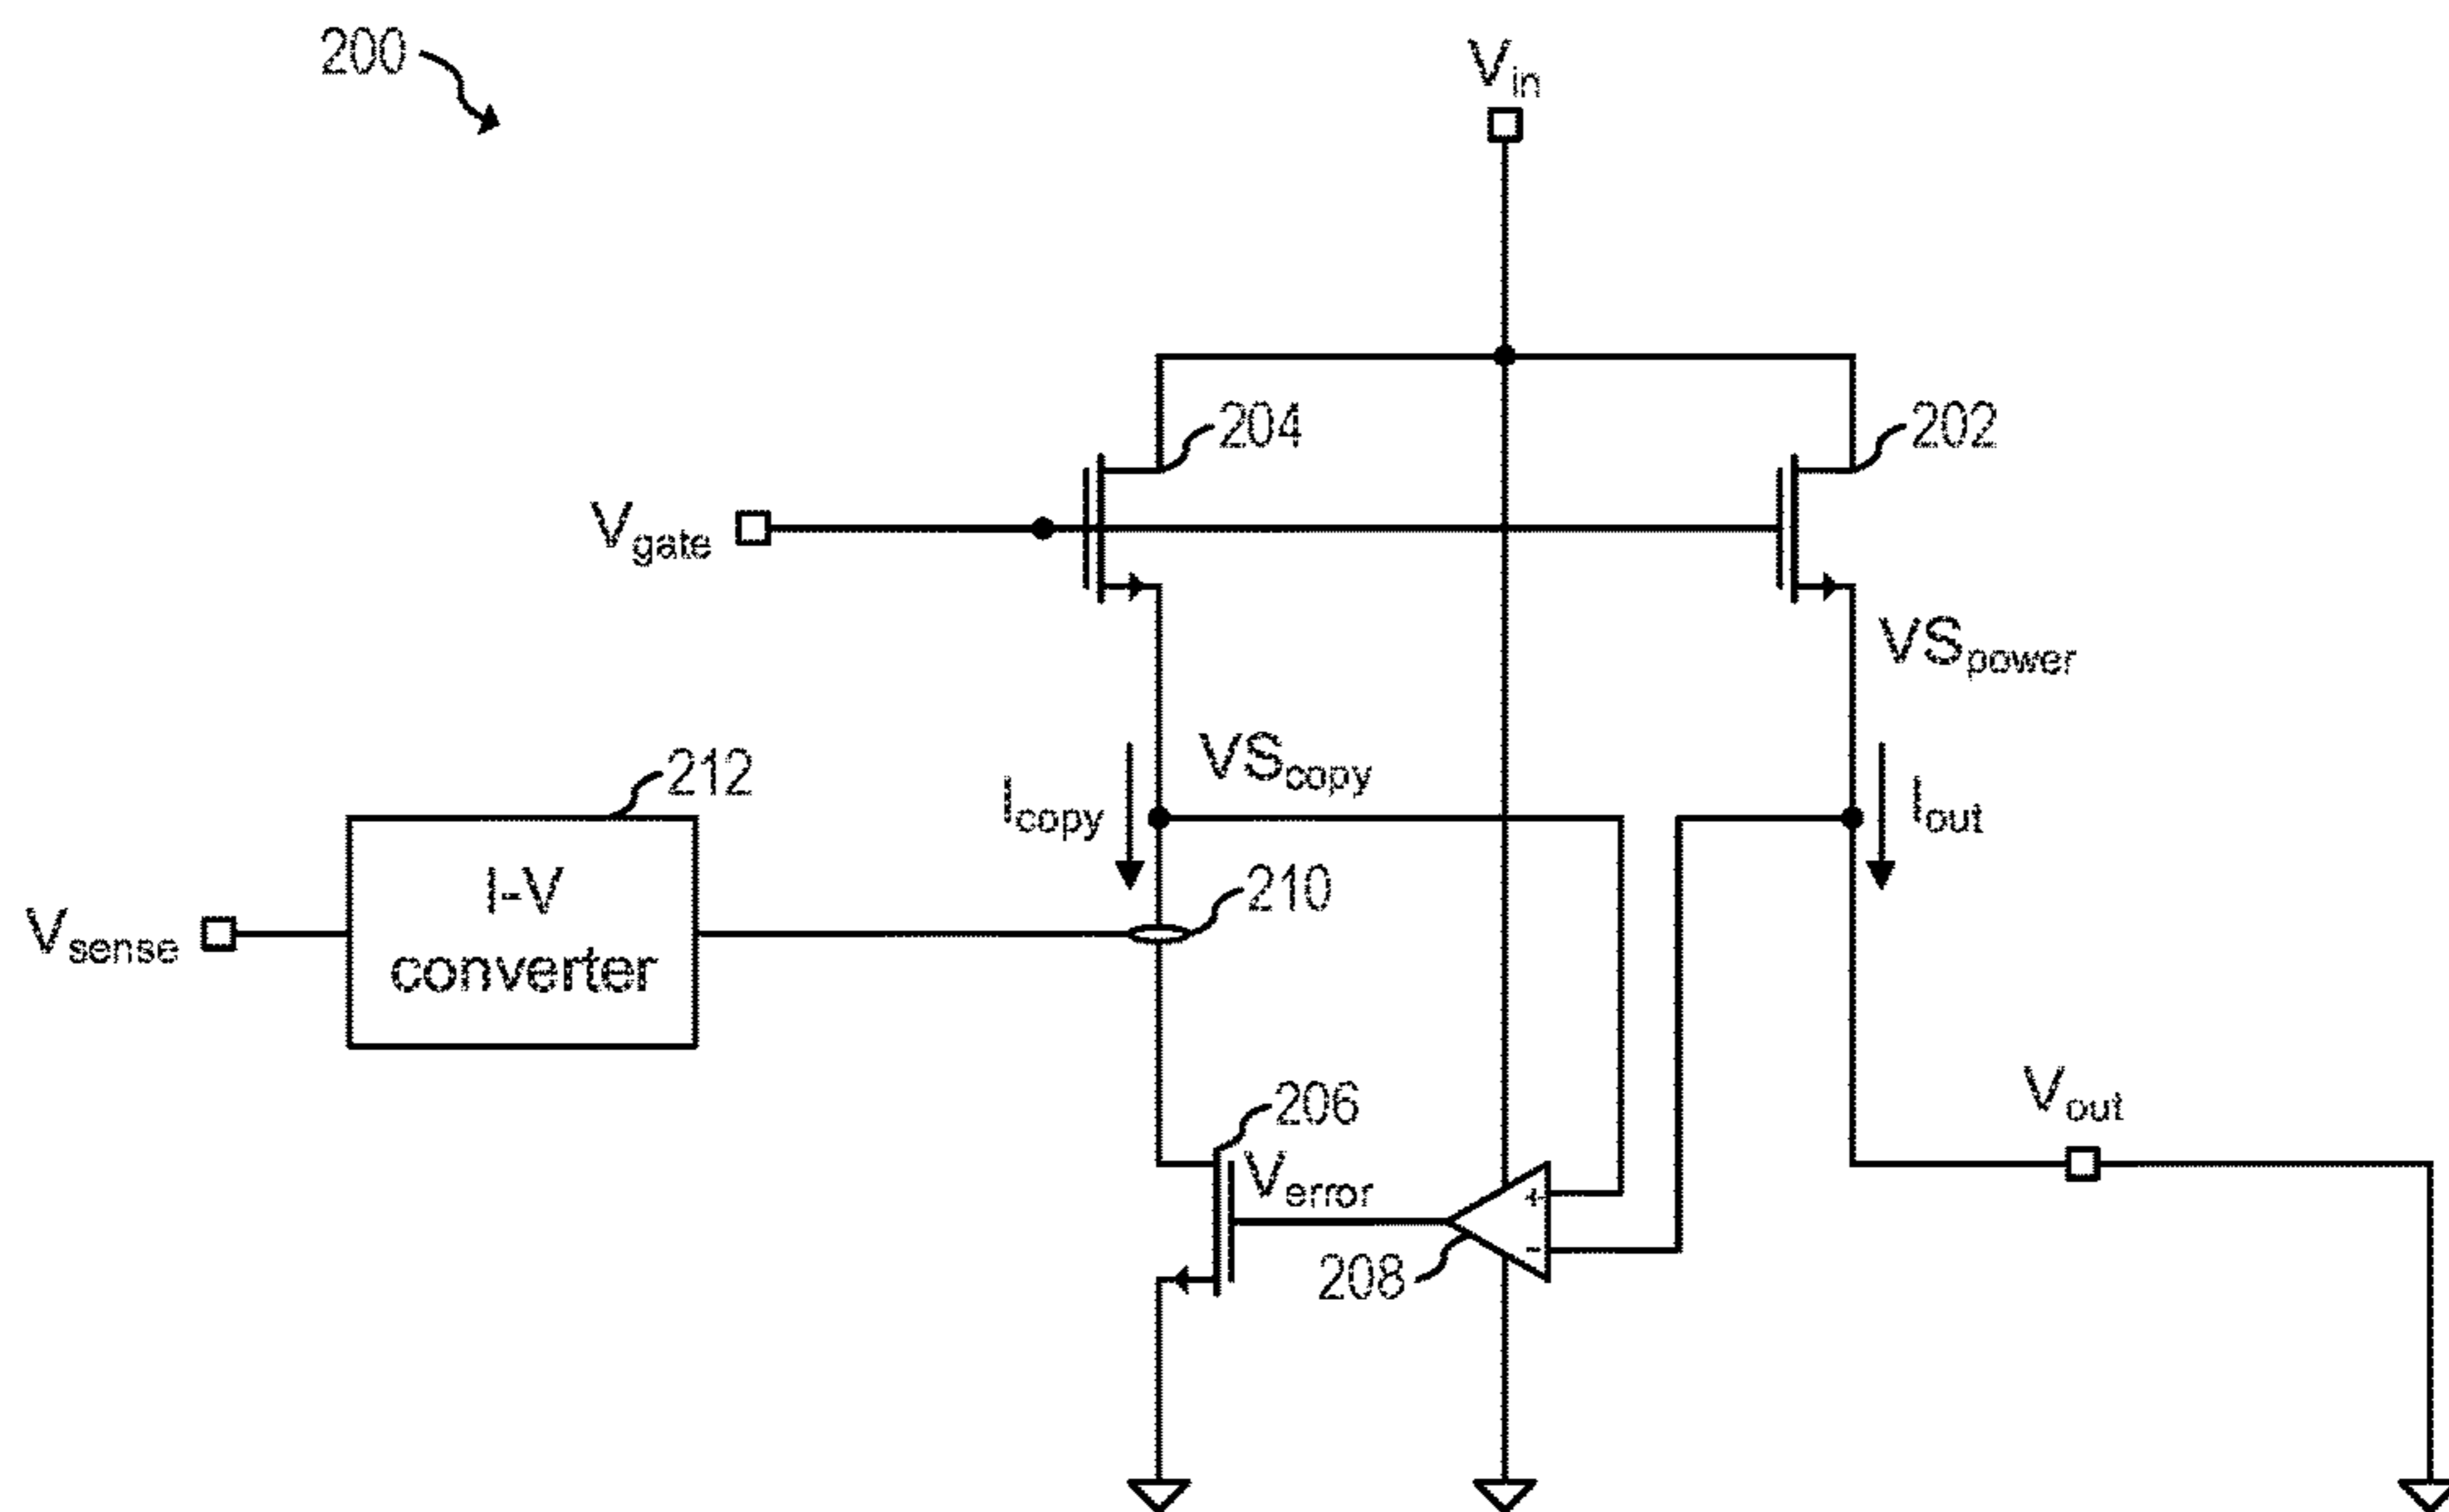 200
Vin
204
202
Vgate
VSpower
212
VScopy
Icopy
Iout
I-V
converter
210
Vsense
206
Vout
Verror
+
-
208